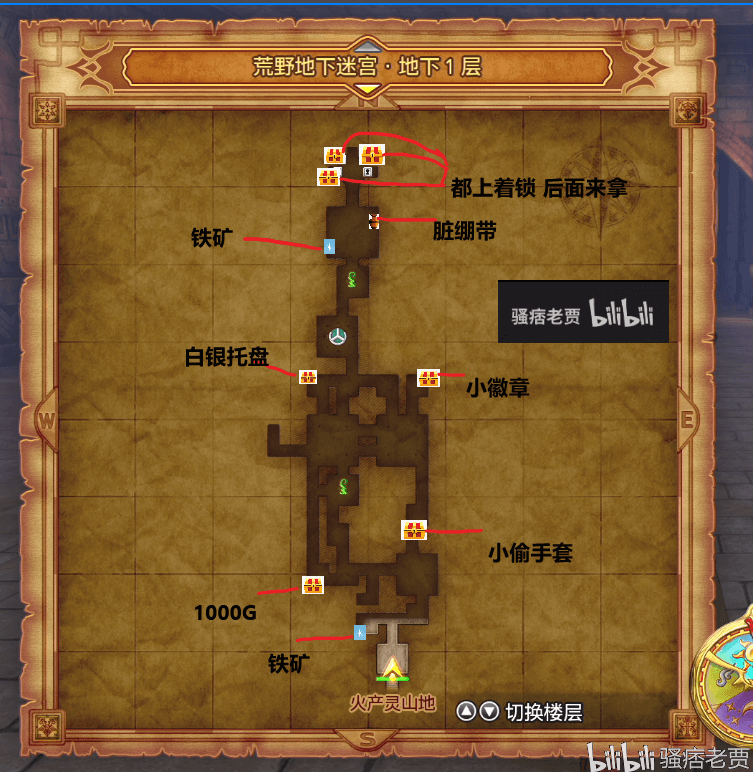 荒野地下迷宫·地下1层
都上着锁 后面来拿
脏绷带
铁矿
骚痞老贾 bilibili
白银托盘
小徽章
W
E
小偷手套
1000G
铁矿
火产灵山地
切换楼层
S
bilibili 骚痞老贾